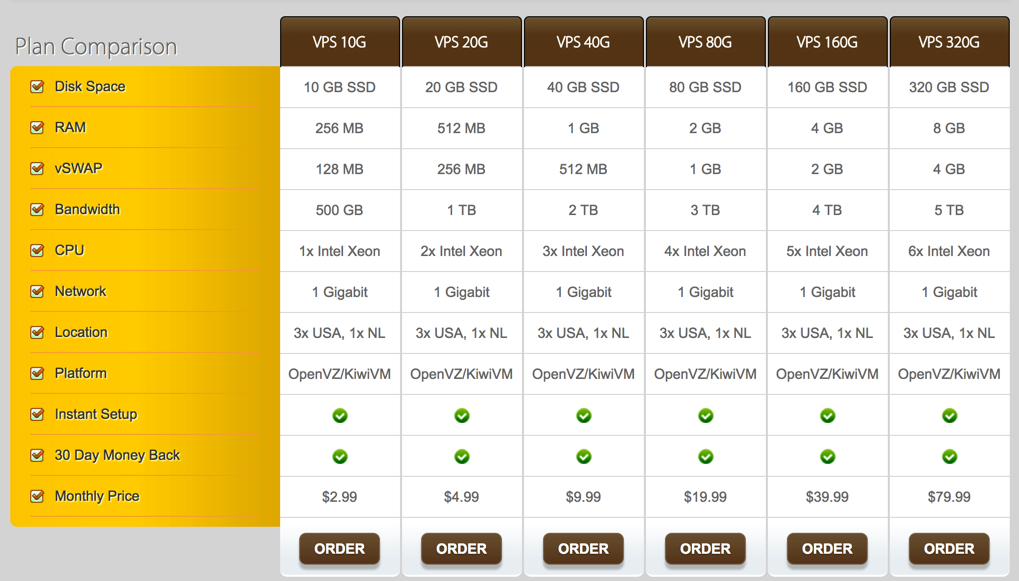 Plan Comparison VPS 10G VPS 20G VPS 40G VPS 80G VPS 160G VPS 320G
Disk Space 10 GB SSD 20 GB SSD 40 GB SSD 80 GB SSD 160 GB SSD 320 GB SSD
RAM 256 MB 512 MB 1 GB 2 GB 4 GB 8 GB
vSWAP 128 MB 256 MB 512 MB 1 GB 2 GB 4 GB
Bandwidth 500 GB 1 TB 2 TB 3 TB 4 TB 5 TB
CPU 1x Intel Xeon 2x Intel Xeon 3x Intel Xeon 4x Intel Xeon 5x Intel Xeon 6x Intel Xeon
Network 1 Gigabit 1 Gigabit 1 Gigabit 1 Gigabit 1 Gigabit 1 Gigabit
Location 3x USA, 1x NL 3x USA, 1x NL 3x USA, 1x NL 3x USA, 1x NL 3x USA, 1x NL 3x USA, 1x NL
Platform OpenVZ/KiwiVM OpenVZ/KiwiVM OpenVZ/KiwiVM OpenVZ/KiwiVM OpenVZ/KiwiVM OpenVZ/KiwiVM
Instant Setup
30 Day Money Back
Monthly Price $2.99 $4.99 $9.99 $19.99 $39.99 $79.99
ORDER ORDER ORDER ORDER ORDER ORDER